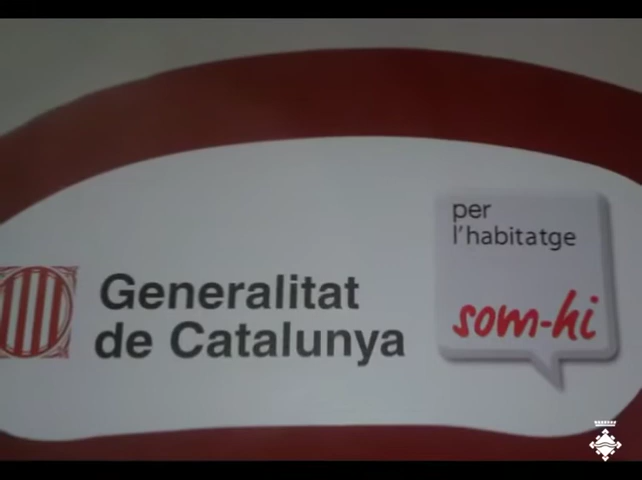 Generalitat
de Catalunya
per
l'habitatge
som-hi